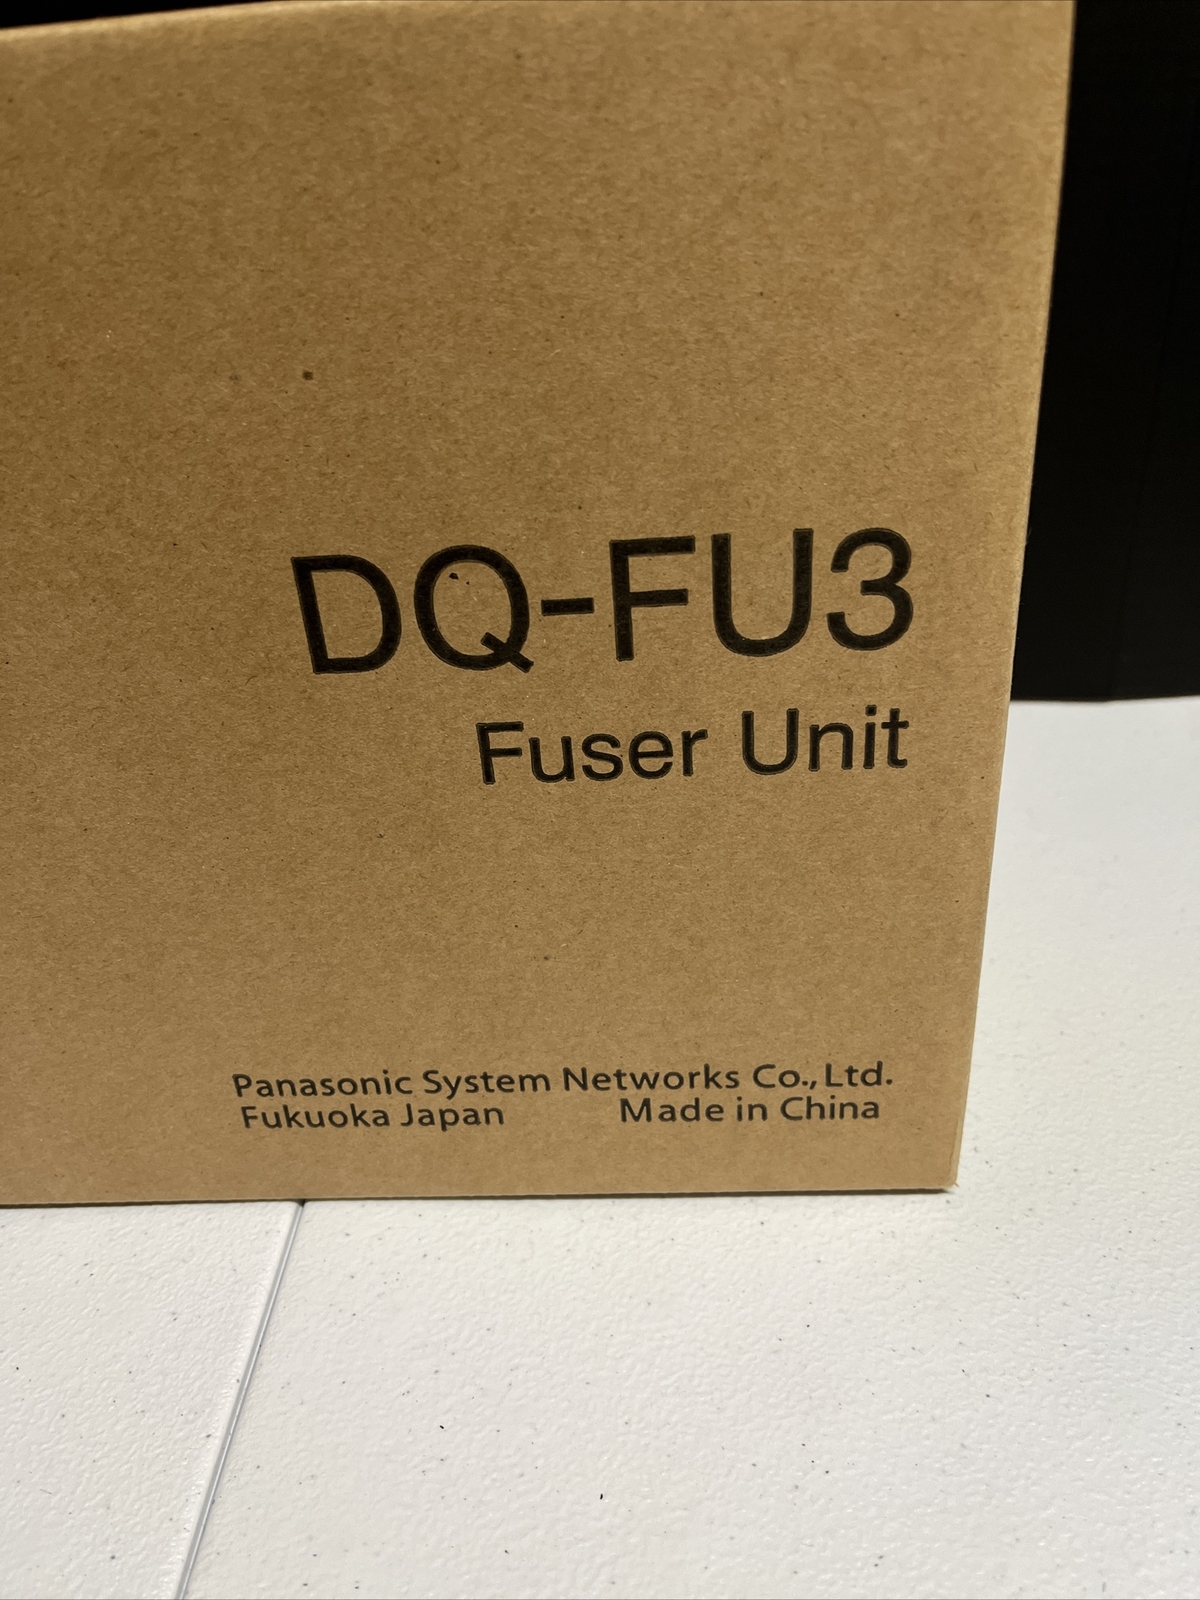 DQ-FU3
Fuser Unit
Panasonic System Networks Co., Ltd.
Fukuoka Japan Made in China